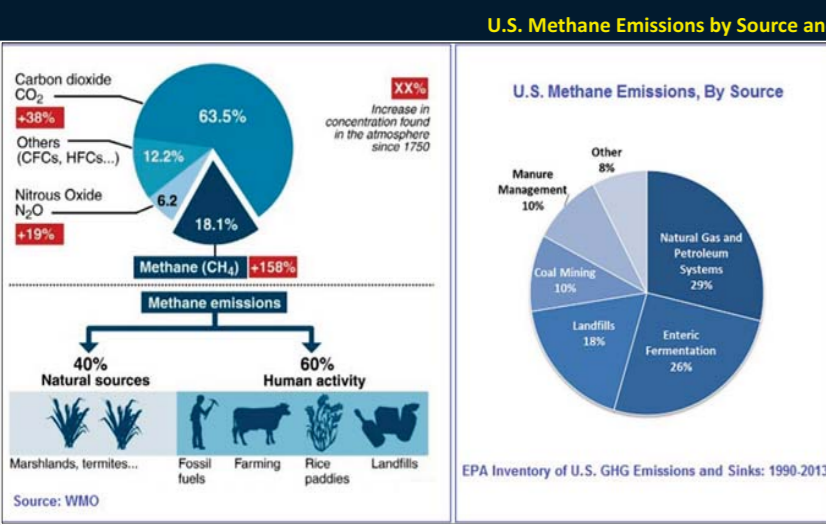 U.S. Methane Emissions by Source an
Carbon dioxide
CO2
+38%
Others
(CFCs, HFCs...)
Nitrous Oxide
N2O
+19%
63.5%
12.2%
6.2
18.1%
Methane (CH4) +158%
XX%
Increase in
concentration found
in the atmosphere
since 1750
Methane emissions
40%
Natural sources
60%
Human activity
Marshlands, termites...
Fossil
fuels
Farming
Rice
paddies
Landfills
Source: WMO
U.S. Methane Emissions, By Source
Other
8%
Manure
Management
10%
Coal Mining
10%
Landfills
18%
Natural Gas and
Petroleum
Systems
29%
Enteric
Fermentation
26%
EPA Inventory of U.S. GHG Emissions and Sinks: 1990-2013